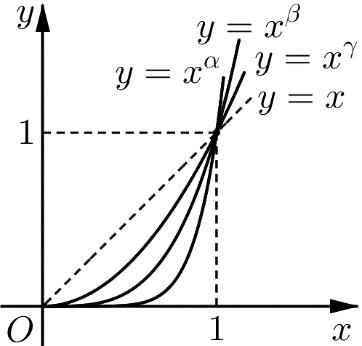 y
y = x^β
y = x^γ
y = x^α
y = x
1
O
1
x